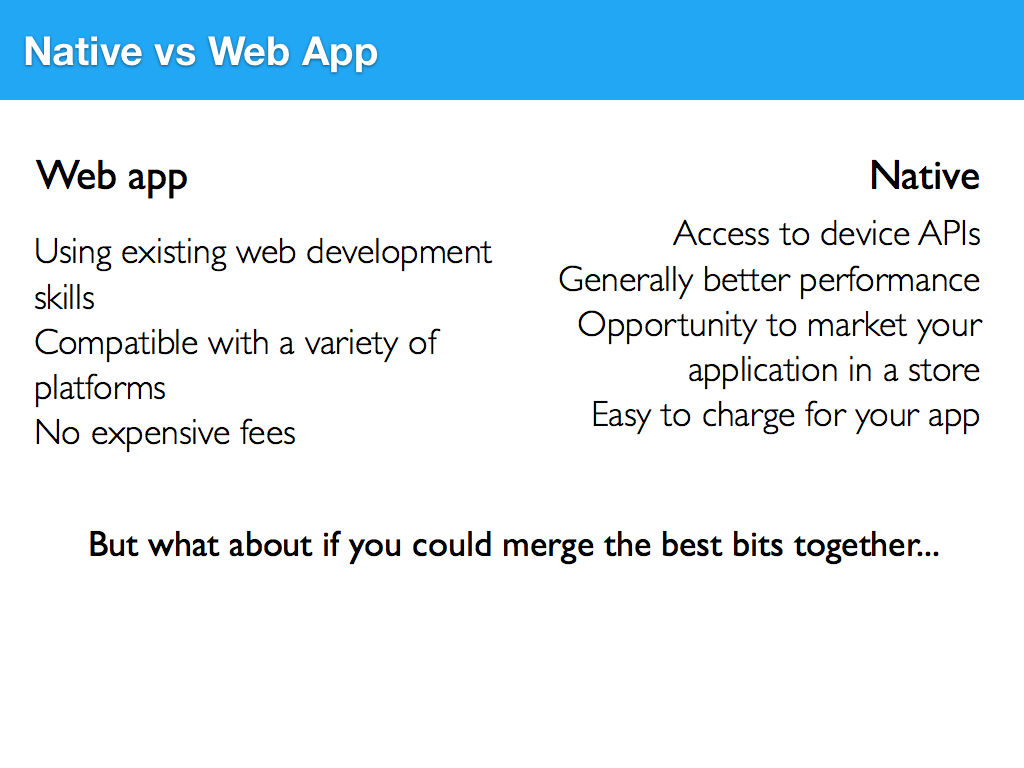 Native vs Web App
Web app
Using existing web development
skills
Compatible with a variety of
platforms
No expensive fees
Native
Access to device APIs
Generally better performance
Opportunity to market your
application in a store
Easy to charge for your app
But what about if you could merge the best bits together...